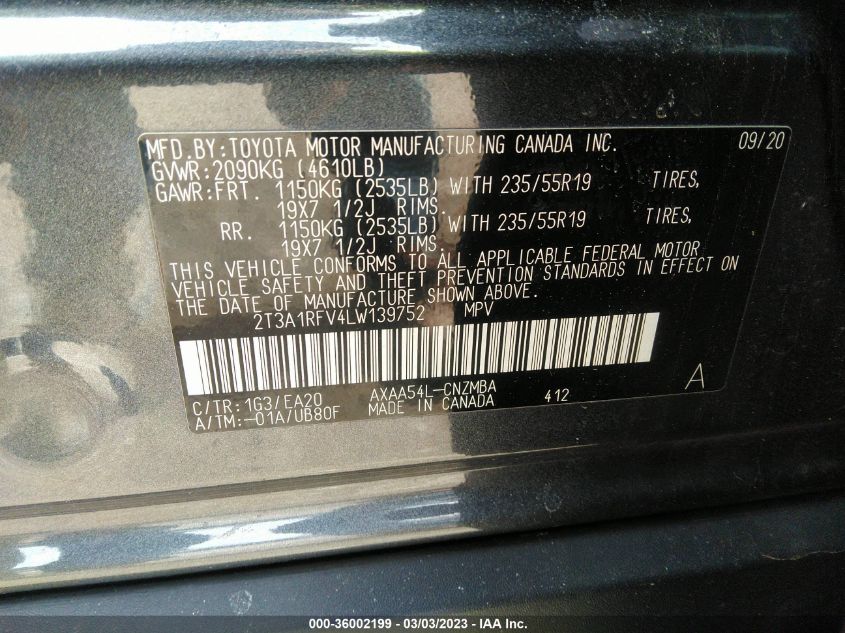 MFD.BY:TOYOTA MOTOR MANUFACTURING CANADA INC. 09/20
GVWR:2090KG (4610LB)
GAWR:FRT. 1150KG (2535LB) WITH 235/55R19 TIRES,
19X7 1/2J RIMS.
RR. 1150KG (2535LB) WITH 235/55R19 TIRES,
19X7 1/2J RIMS.
THIS VEHICLE CONFORMS TO ALL APPLICABLE FEDERAL MOTOR
VEHICLE SAFETY AND THEFT PREVENTION STANDARDS IN EFFECT ON
THE DATE OF MANUFACTURE SHOWN ABOVE.
2T3A1RFV4LW139752 MPV
A
C/TR:1G3/EA20 AXAA54L-CNZMBA 412
A/TM:-01A/UB80F MADE IN CANADA
000-36002199 - 03/03/2023 - IAA Inc.